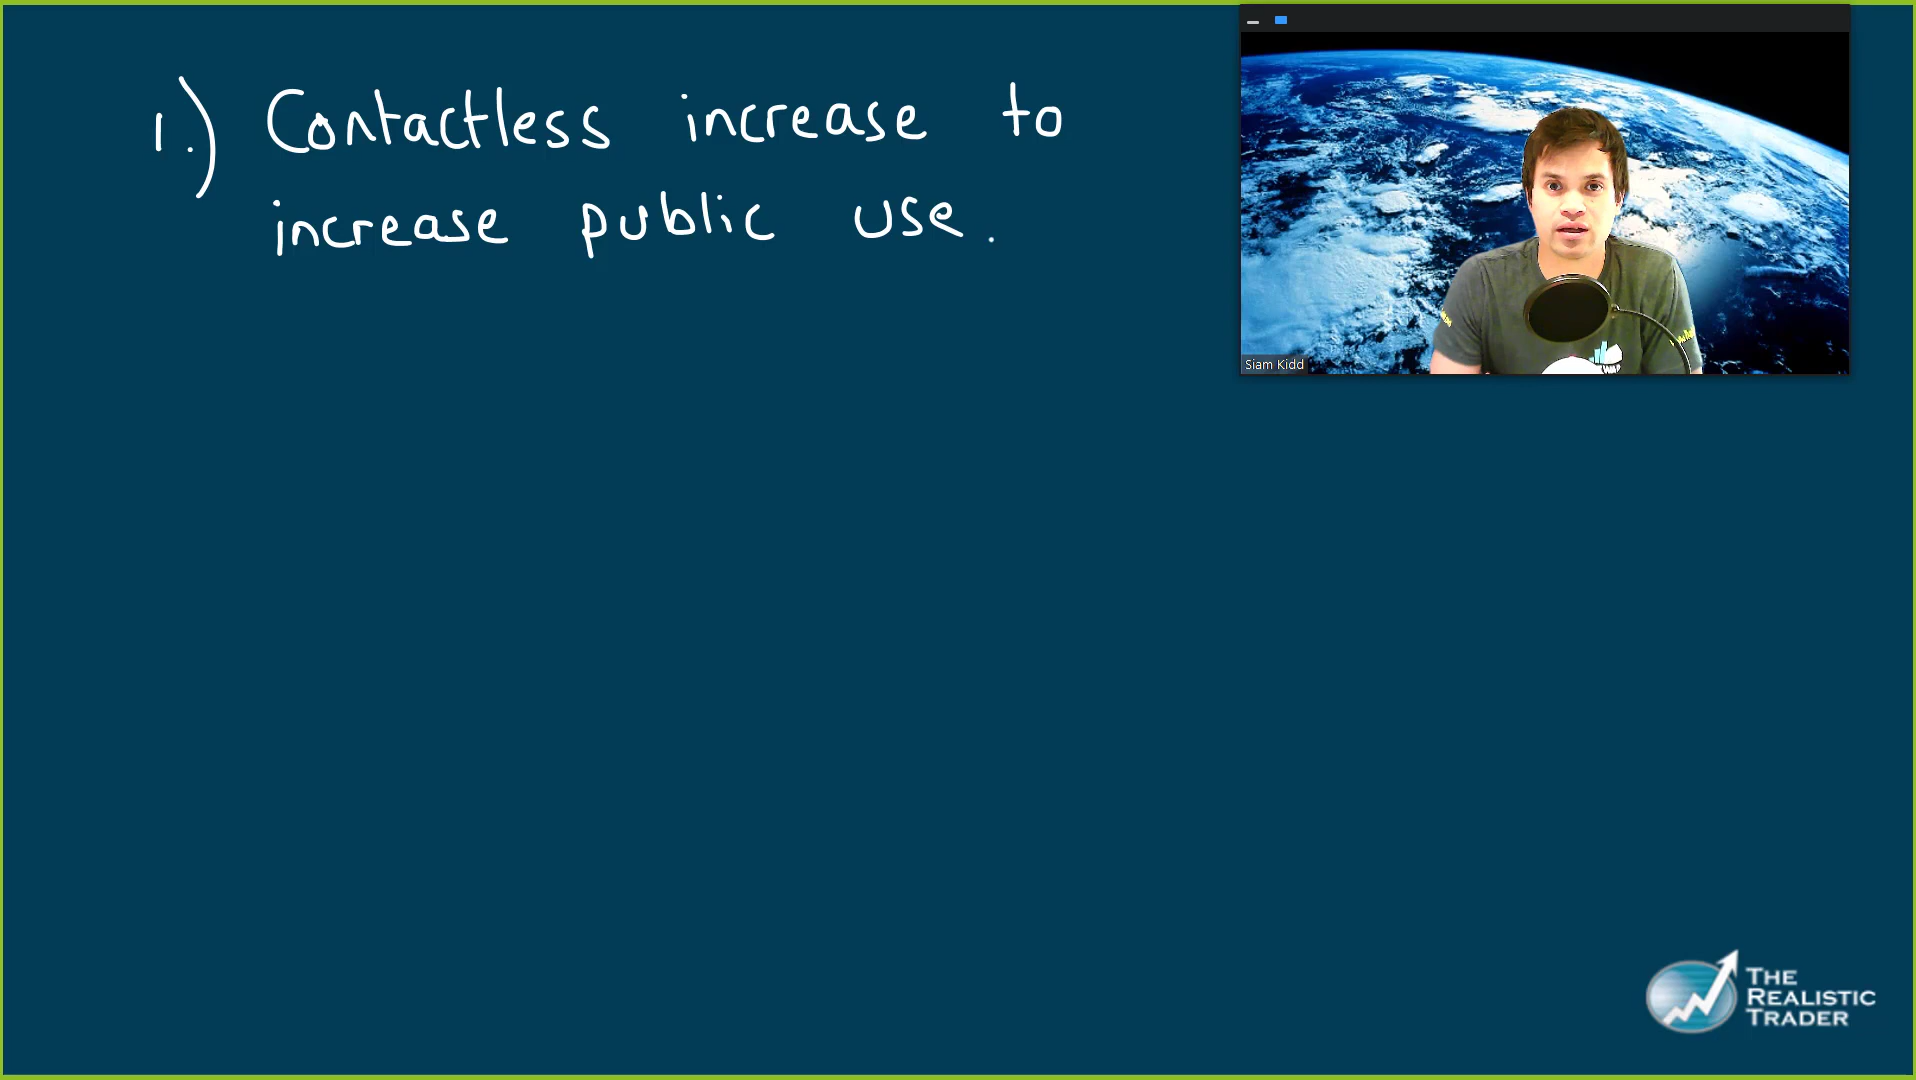 1.) Contactless increase to
increase public use.
Siam Kidd
THE
REALISTIC
TRADER